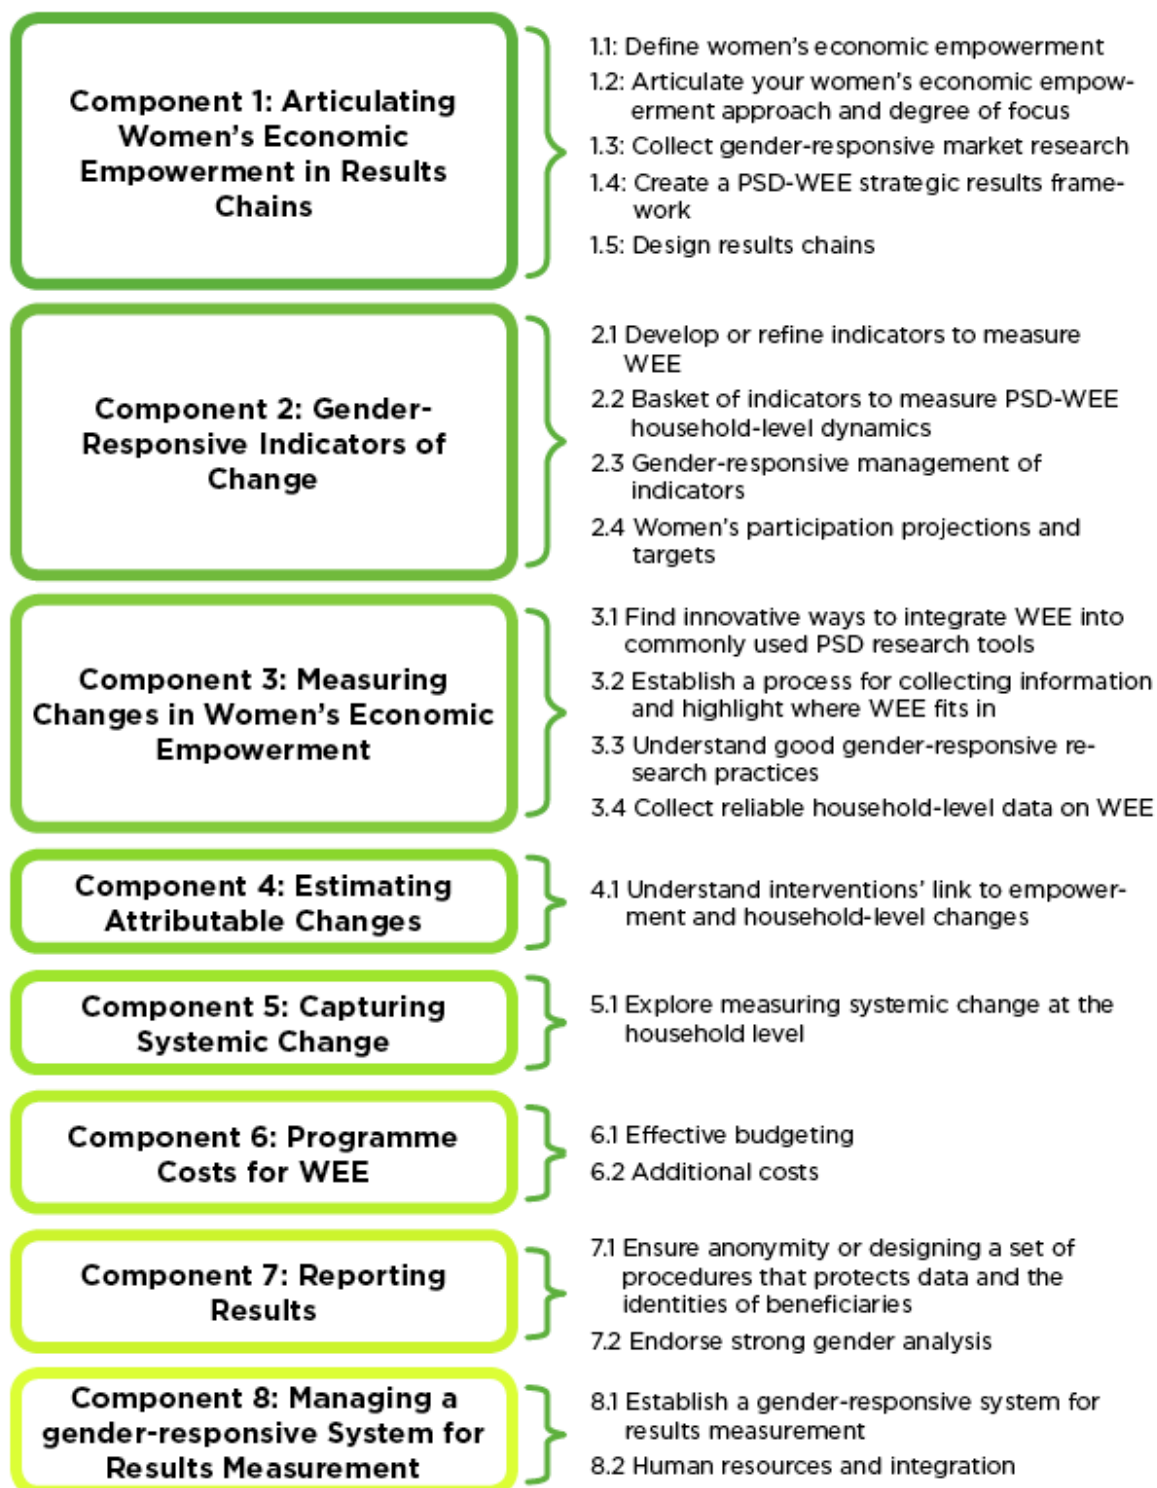 Component 1: Articulating
Women's Economic
Empowerment in Results
Chains
1.1: Define women's economic empowerment
1.2: Articulate your women's economic empow-
erment approach and degree of focus
1.3: Collect gender-responsive market research
1.4: Create a PSD-WEE strategic results frame-
work
1.5: Design results chains
Component 2: Gender-
Responsive Indicators of
Change
2.1 Develop or refine indicators to measure
WEE
2.2 Basket of indicators to measure PSD-WEE
household-level dynamics
2.3 Gender-responsive management of
indicators
2.4 Women's participation projections and
targets
Component 3: Measuring
Changes in Women's Economic
Empowerment
3.1 Find innovative ways to integrate WEE into
commonly used PSD research tools
3.2 Establish a process for collecting information
and highlight where WEE fits in
3.3 Understand good gender-responsive re-
search practices
3.4 Collect reliable household-level data on WEE
Component 4: Estimating
Attributable Changes
4.1 Understand interventions' link to empower-
ment and household-level changes
Component 5: Capturing
Systemic Change
5.1 Explore measuring systemic change at the
household level
Component 6: Programme
Costs for WEE
6.1 Effective budgeting
6.2 Additional costs
Component 7: Reporting
Results
7.1 Ensure anonymity or designing a set of
procedures that protects data and the
identities of beneficiaries
7.2 Endorse strong gender analysis
Component 8: Managing a
gender-responsive System for
Results Measurement
8.1 Establish a gender-responsive system for
results measurement
8.2 Human resources and integration